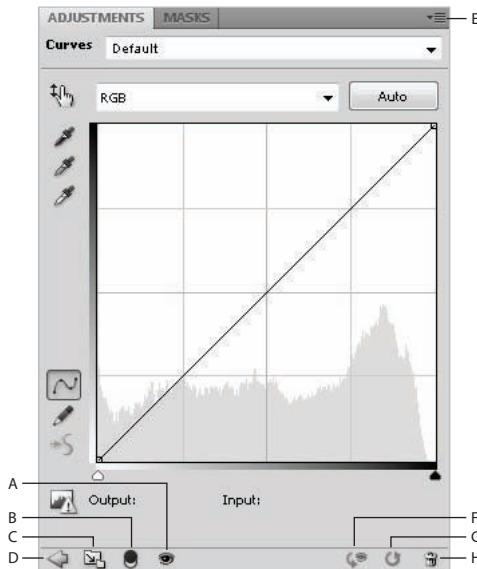 ADJUSTMENTS MASKS
E
Curves Default
RGB Auto
A
Output: Input:
B
F
C
G
D
H